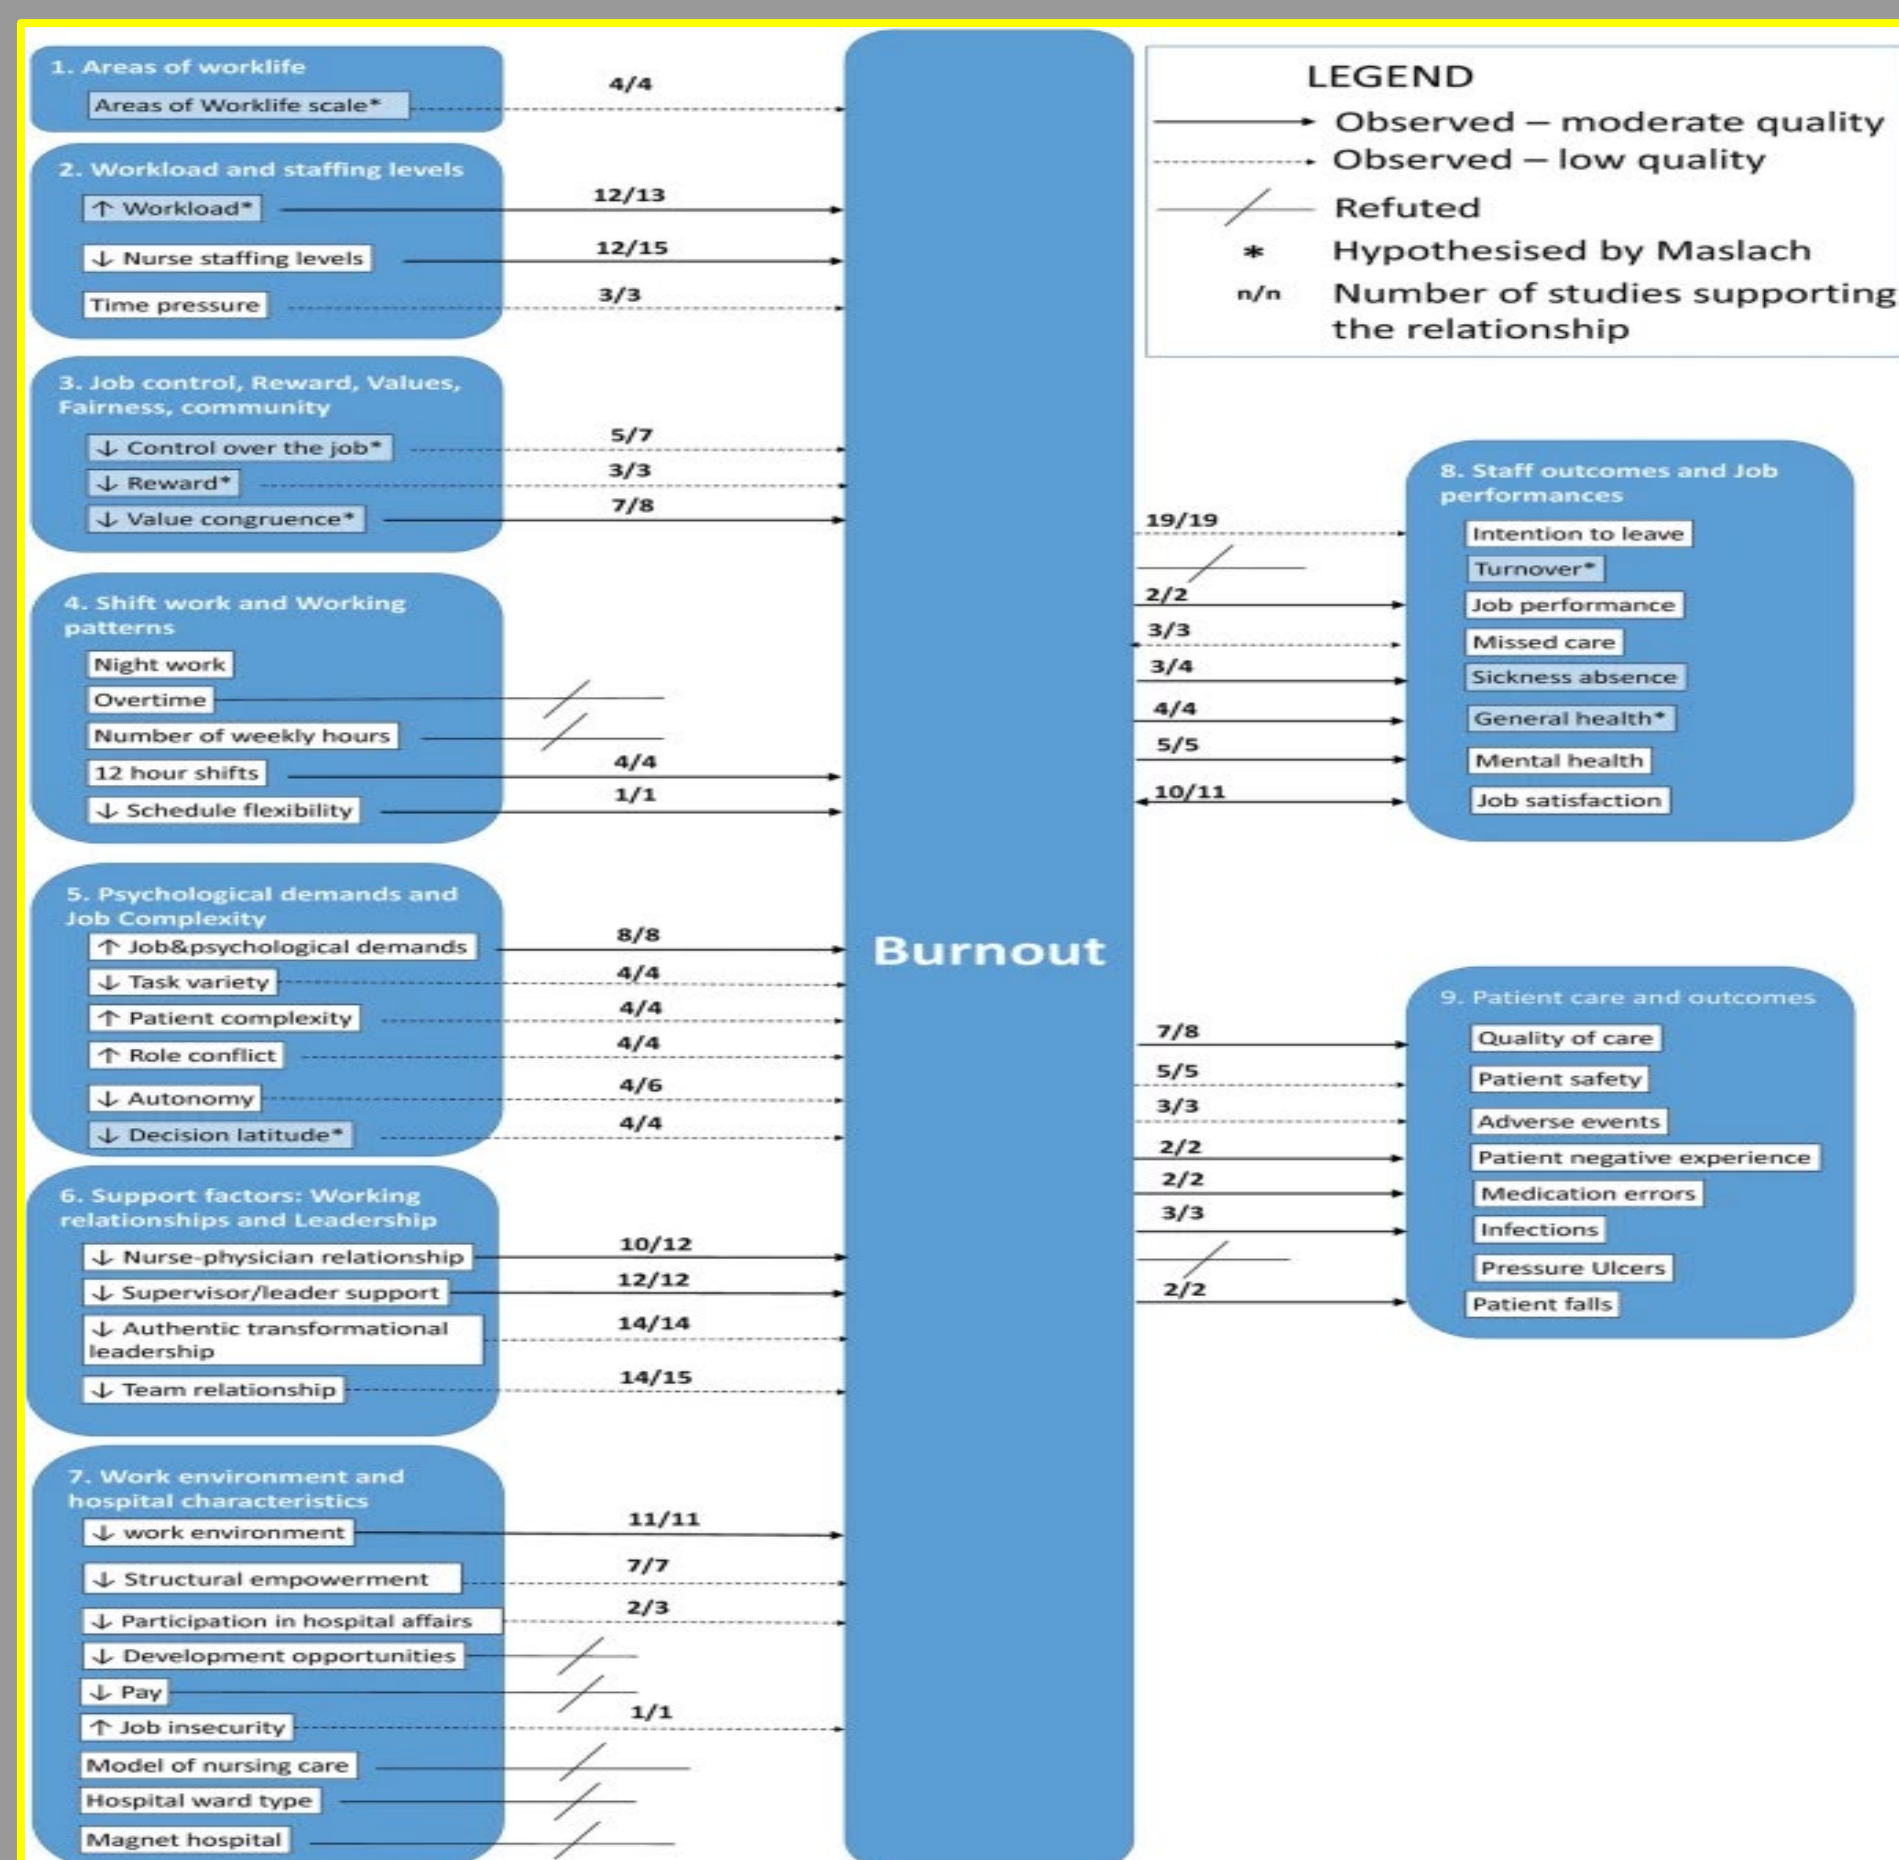 1. Areas of worklife
Areas of Worklife scale*
4/4
2. Workload and staffing levels
↑ Workload*
12/13
↓ Nurse staffing levels
12/15
Time pressure
3/3
3. Job control, Reward, Values,
Fairness, community
↓ Control over the job*
5/7
↓ Reward*
3/3
↓ Value congruence*
7/8
4. Shift work and Working
patterns
Night work
Overtime
Number of weekly hours
12 hour shifts
4/4
↓ Schedule flexibility
1/1
5. Psychological demands and
Job Complexity
↑ Job&psychological demands
8/8
↓ Task variety
4/4
↑ Patient complexity
4/4
↑ Role conflict
4/4
↓ Autonomy
4/6
↓ Decision latitude*
4/4
6. Support factors: Working
relationships and Leadership
↓ Nurse-physician relationship
10/12
↓ Supervisor/leader support
12/12
↓ Authentic transformational
leadership
14/14
↓ Team relationship
14/15
7. Work environment and
hospital characteristics
↓ work environment
11/11
↓ Structural empowerment
7/7
↓ Participation in hospital affairs
2/3
↓ Development opportunities
↓ Pay
↑ Job insecurity
1/1
Model of nursing care
Hospital ward type
Magnet hospital
Burnout
LEGEND
Observed – moderate quality
Observed – low quality
Refuted
* Hypothesised by Maslach
n/n Number of studies supporting
the relationship
8. Staff outcomes and Job
performances
19/19
Intention to leave
Turnover*
2/2
Job performance
3/3
Missed care
3/4
Sickness absence
4/4
General health*
5/5
Mental health
10/11
Job satisfaction
9. Patient care and outcomes
7/8
Quality of care
5/5
Patient safety
3/3
Adverse events
2/2
Patient negative experience
2/2
Medication errors
3/3
Infections
Pressure Ulcers
2/2
Patient falls